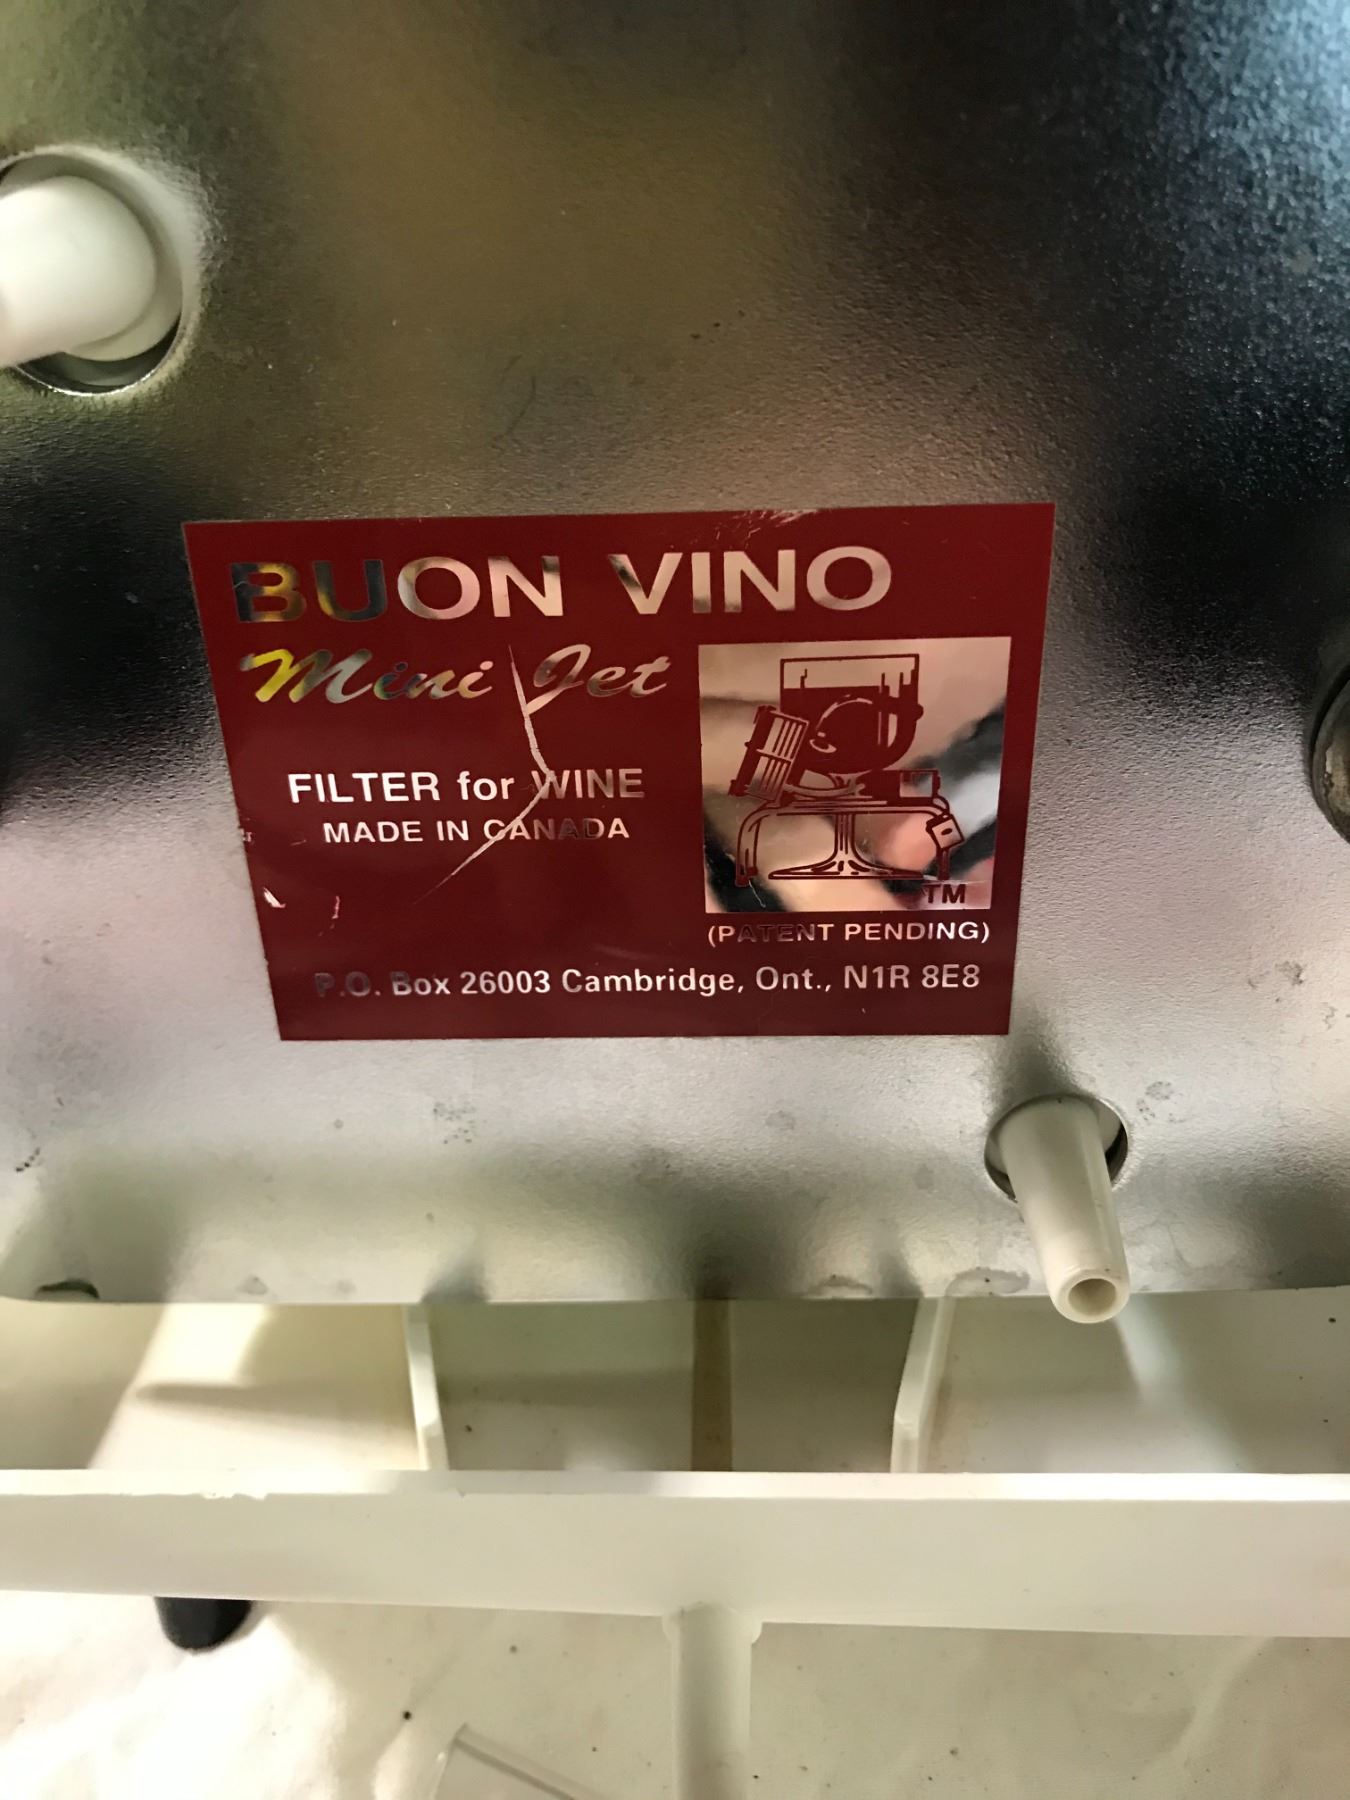 BUON VINO
Mini Jet
FILTER for WINE
MADE IN CANADA
TM
(PATENT PENDING)
P.O. Box 26003 Cambridge, Ont., N1R 8E8